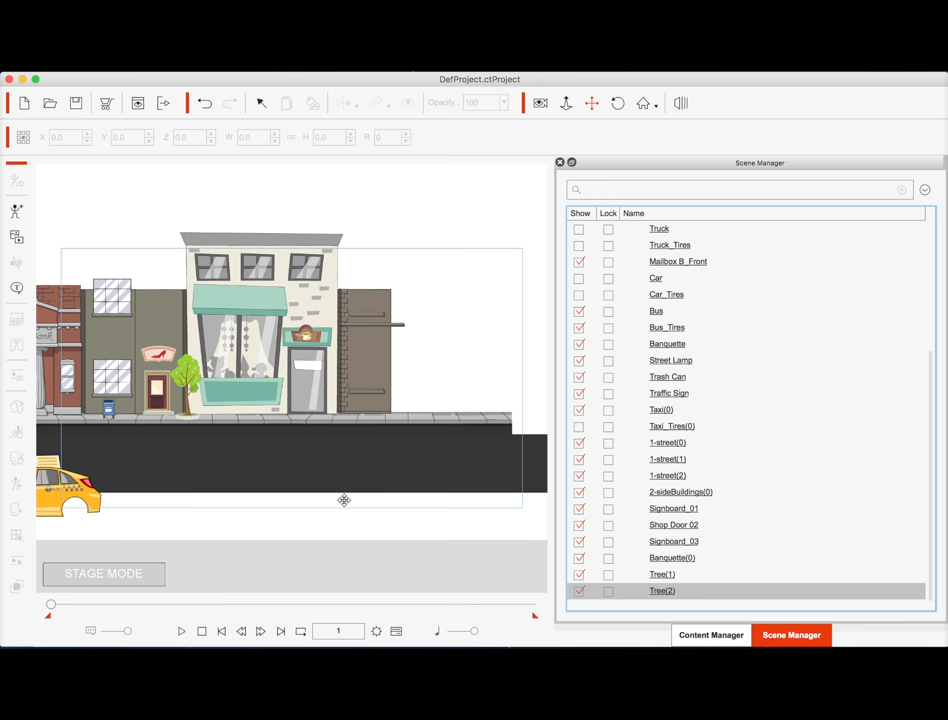 DefProject.ctProject
Opacity : 100
X 0.0 Y 0.0 Z 0.0 W 0.0 H 0.0 R 0
Scene Manager
Show Lock Name
Truck
Truck_Tires
Mailbox B_Front
Car
Car_Tires
Bus
Bus_Tires
Banquette
Street Lamp
Trash Can
Traffic Sign
Taxi(0)
Taxi_Tires(0)
1-street(0)
1-street(1)
1-street(2)
2-sideBuildings(0)
Signboard_01
Shop Door 02
Signboard_03
Banquette(0)
Tree(1)
Tree(2)
STAGE MODE
1
Content Manager
Scene Manager